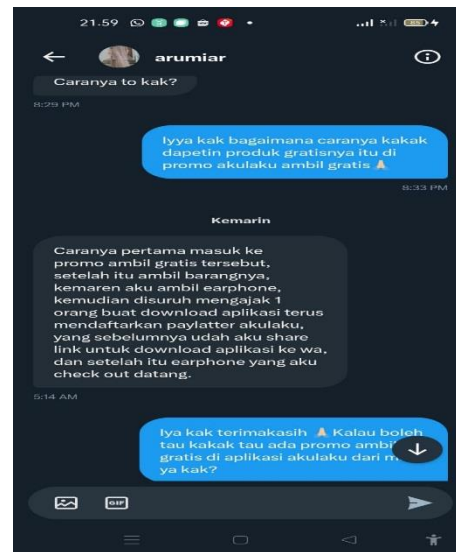 21.59
85
arumiar
Caranya to kak?
8:29 PM
Iyya kak bagaimana caranya kakak
dapetin produk gratisnya itu di
promo akulaku ambil gratis 🙏
8:33 PM
Kemarin
Caranya pertama masuk ke
promo ambil gratis tersebut,
setelah itu ambil barangnya,
kemaren aku ambil earphone,
kemudian disuruh mengajak 1
orang buat download aplikasi terus
mendaftarkan paylatter akulaku,
yang sebelumnya udah aku share
link untuk download aplikasi ke wa,
dan setelah itu earphone yang aku
check out datang.
5:14 AM
Iya kak terimakasih 🙏 Kalau boleh
tau kakak tau ada promo ambi
gratis di aplikasi akulaku dari m
ya kak?
GIF